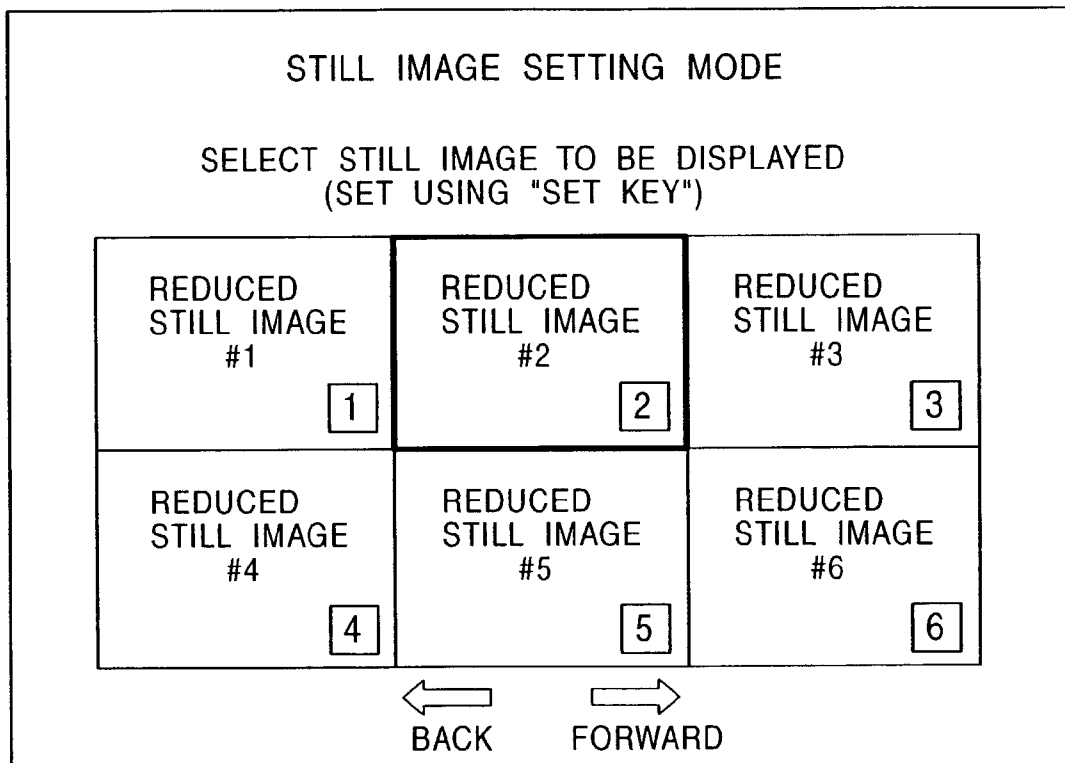 STILL IMAGE SETTING MODE
SELECT STILL IMAGE TO BE DISPLAYED
(SET USING "SET KEY")
REDUCED
STILL IMAGE
#1
1
REDUCED
STILL IMAGE
#2
2
REDUCED
STILL IMAGE
#3
3
REDUCED
STILL IMAGE
#4
4
REDUCED
STILL IMAGE
#5
5
REDUCED
STILL IMAGE
#6
6
BACK
FORWARD